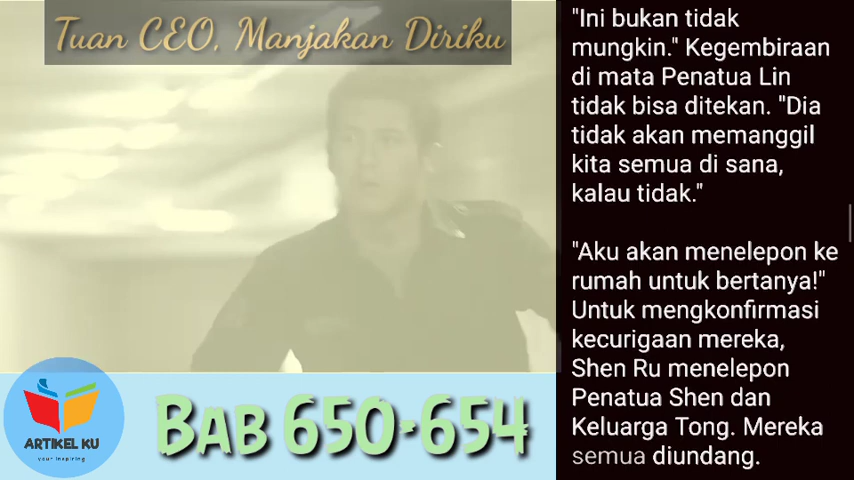 Tuan CEO, Manjakan Diriku
"Ini bukan tidak
mungkin." Kegembiraan
di mata Penatua Lin
tidak bisa ditekan. "Dia
tidak akan memanggil
kita semua di sana,
kalau tidak."
"Aku akan menelepon ke
rumah untuk bertanya!"
Untuk mengkonfirmasi
kecurigaan mereka,
Shen Ru menelepon
Penatua Shen dan
Keluarga Tong. Mereka
semua diundang.
ARTIKEL KU
your inspiring
BAB 650-654